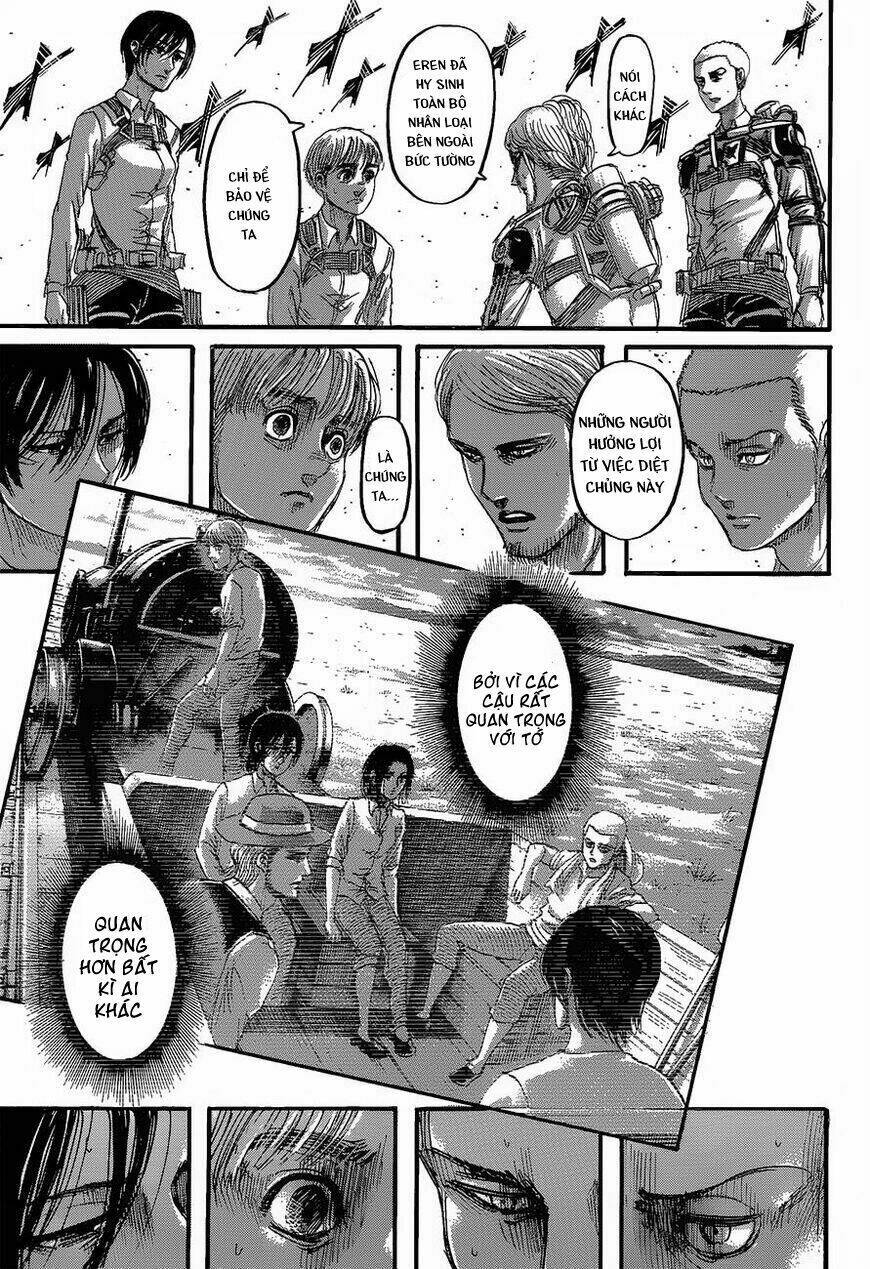 NÓI
CÁCH
KHÁC
EREN ĐÃ
HY SINH
TOÀN BỘ
NHÂN LOẠI
BÊN NGOÀI
BỨC TƯỜNG
CHỈ ĐỂ
BẢO VỆ
CHÚNG
TA
NHỮNG NGƯỜI
HƯỞNG LỢI
TỪ VIỆC DIỆT
CHỦNG NÀY
LÀ
CHÚNG
TA...
BỞI VÌ CÁC
CẬU RẤT
QUAN TRỌNG
VỚI TỚ
QUAN
TRỌNG
HƠN BẤT
KÌ AI
KHÁC